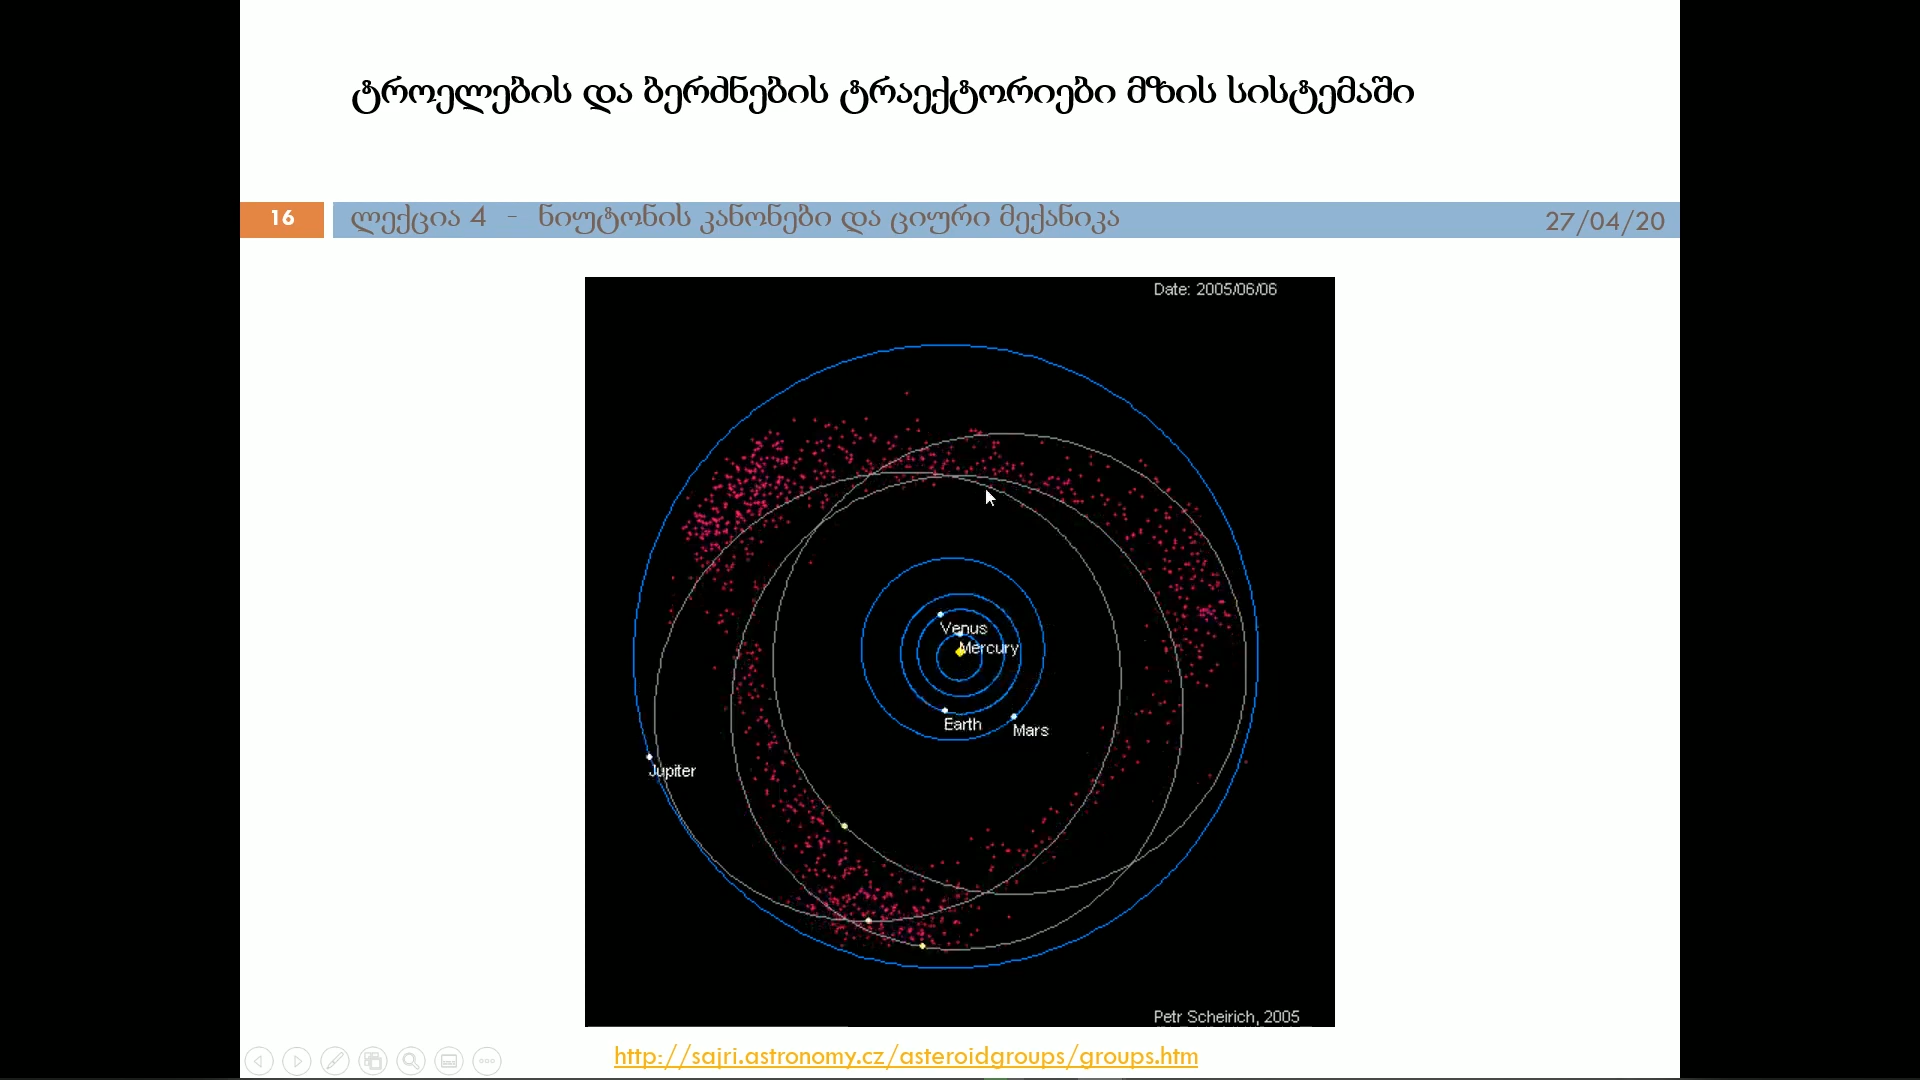 ტროელების და ბერძნების ტრაექტორიები მზის სისტემაში
16
ლექცია 4 - ნიუტონის კანონები და ციური მექანიკა
27/04/20
Date: 2005/06/06
Venus
Mercury
Earth
Mars
Jupiter
Petr Scheirich, 2005
http://sajri.astronomy.cz/asteroidgroups/groups.htm